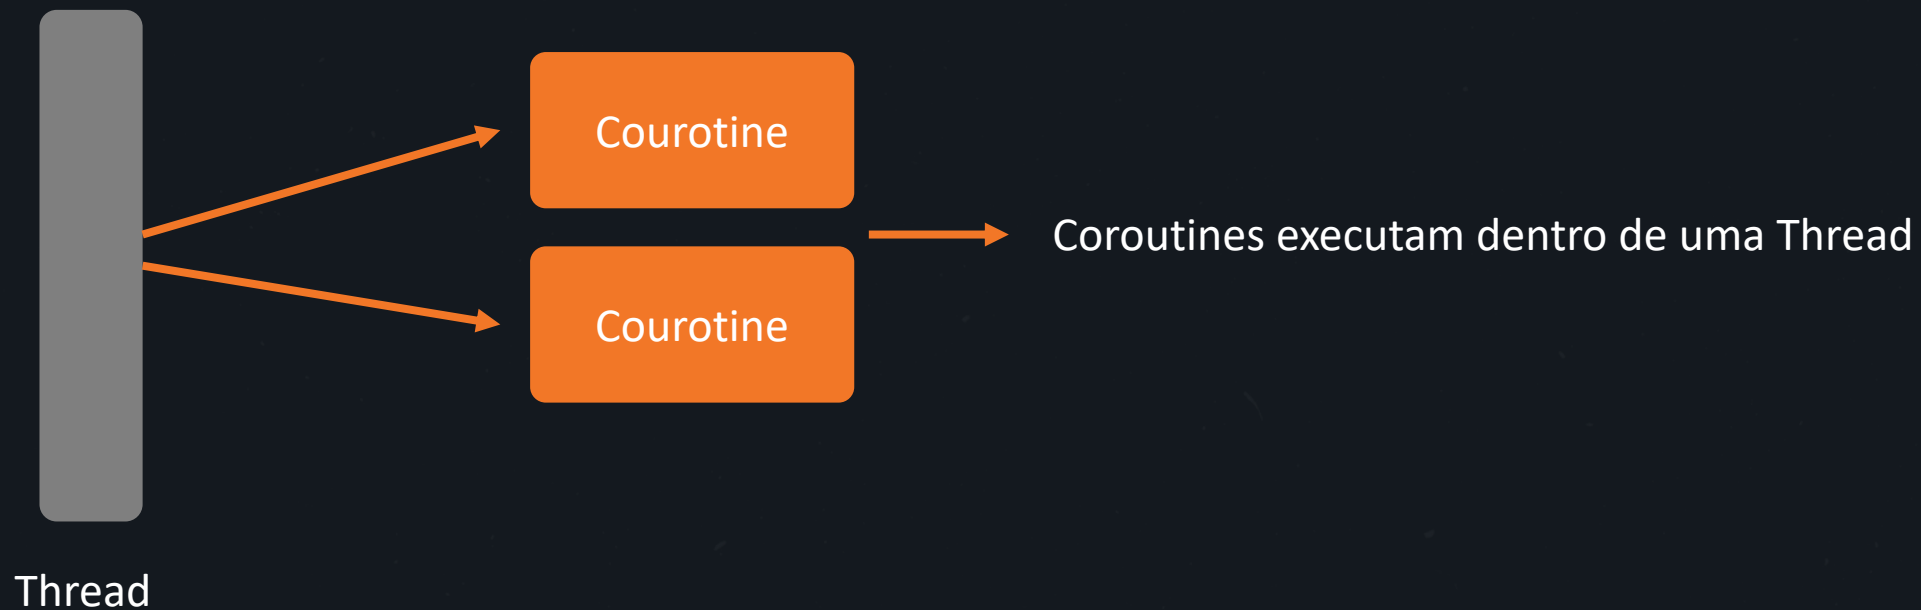 Courotine
Coroutines executam dentro de uma Thread
Courotine
Thread